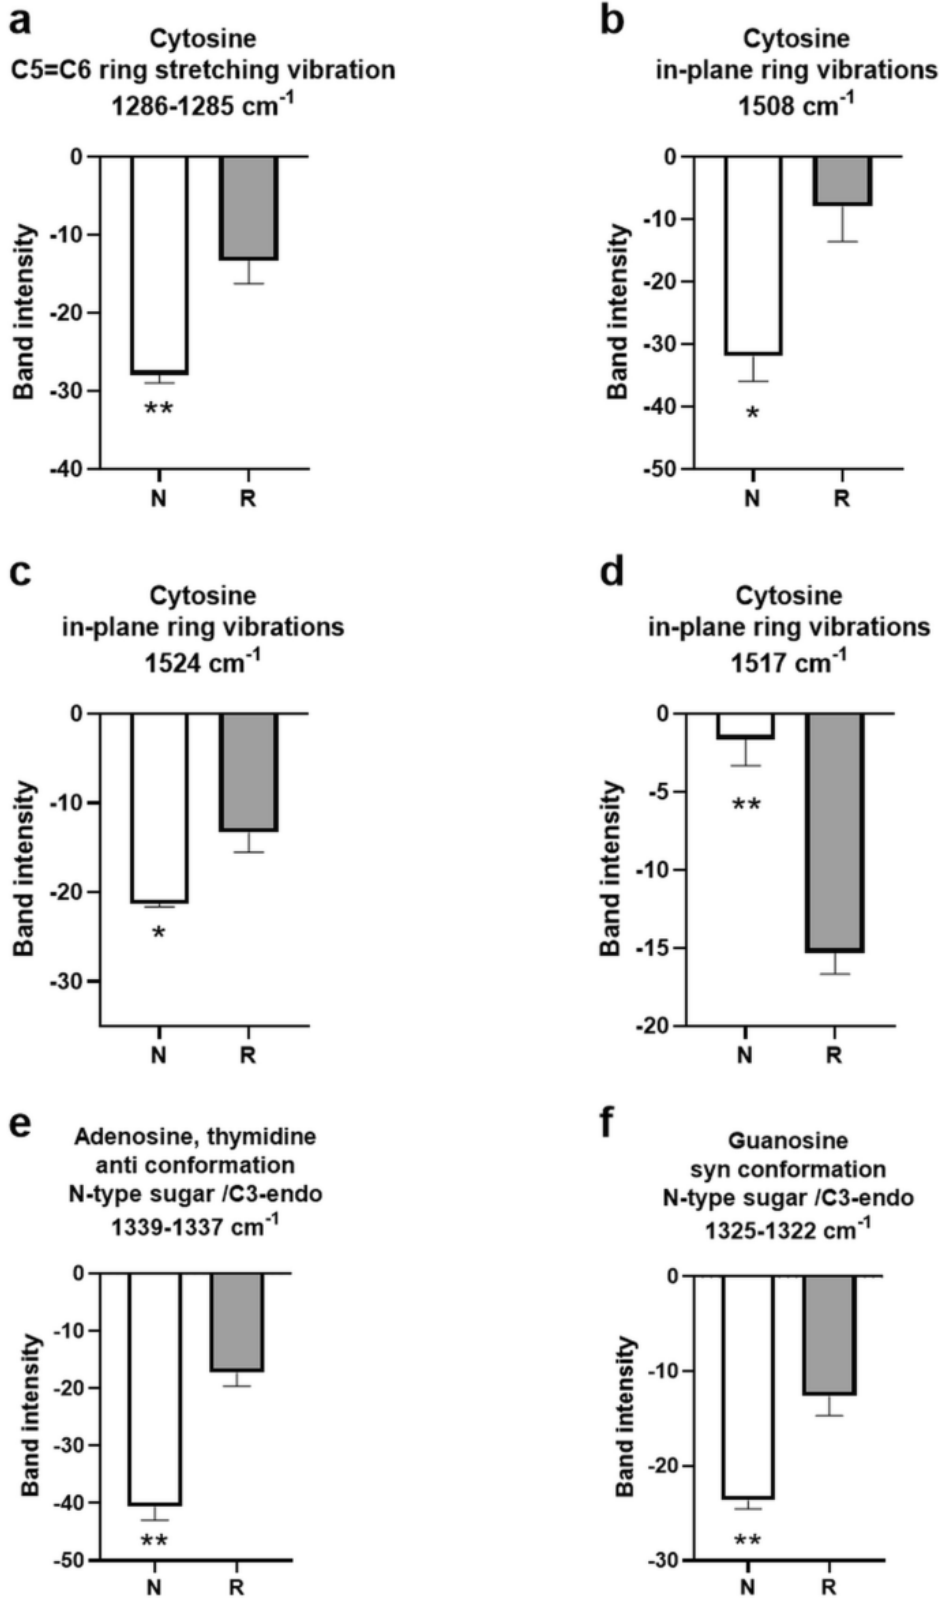 a
Cytosine
C5=C6 ring stretching vibration
1286-1285 cm⁻¹
Band intensity
0
-10
-20
-30
-40
**
N R
b
Cytosine
in-plane ring vibrations
1508 cm⁻¹
Band intensity
0
-10
-20
-30
-40
-50
*
N R
c
Cytosine
in-plane ring vibrations
1524 cm⁻¹
Band intensity
0
-10
-20
-30
*
N R
d
Cytosine
in-plane ring vibrations
1517 cm⁻¹
Band intensity
0
-5
-10
-15
-20
**
N R
e
Adenosine, thymidine
anti conformation
N-type sugar /C3-endo
1339-1337 cm⁻¹
Band intensity
0
-10
-20
-30
-40
-50
**
N R
f
Guanosine
syn conformation
N-type sugar /C3-endo
1325-1322 cm⁻¹
Band intensity
0
-10
-20
-30
**
N R